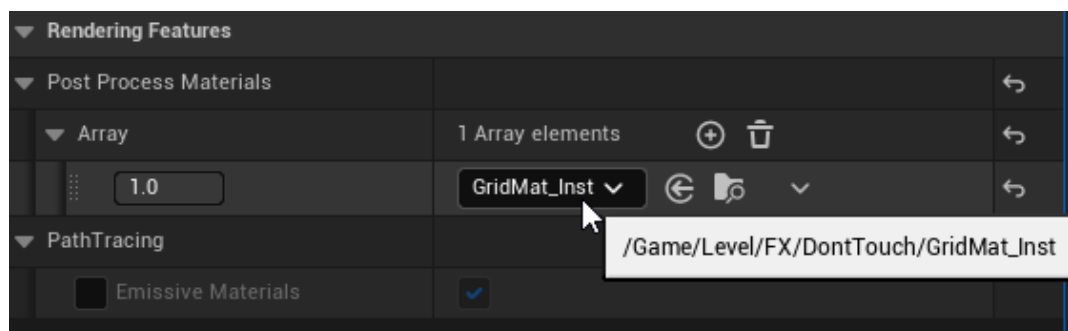 Rendering Features
Post Process Materials
Array 1 Array elements
1.0 GridMat_Inst
PathTracing
/Game/Level/FX/DontTouch/GridMat_Inst
Emissive Materials